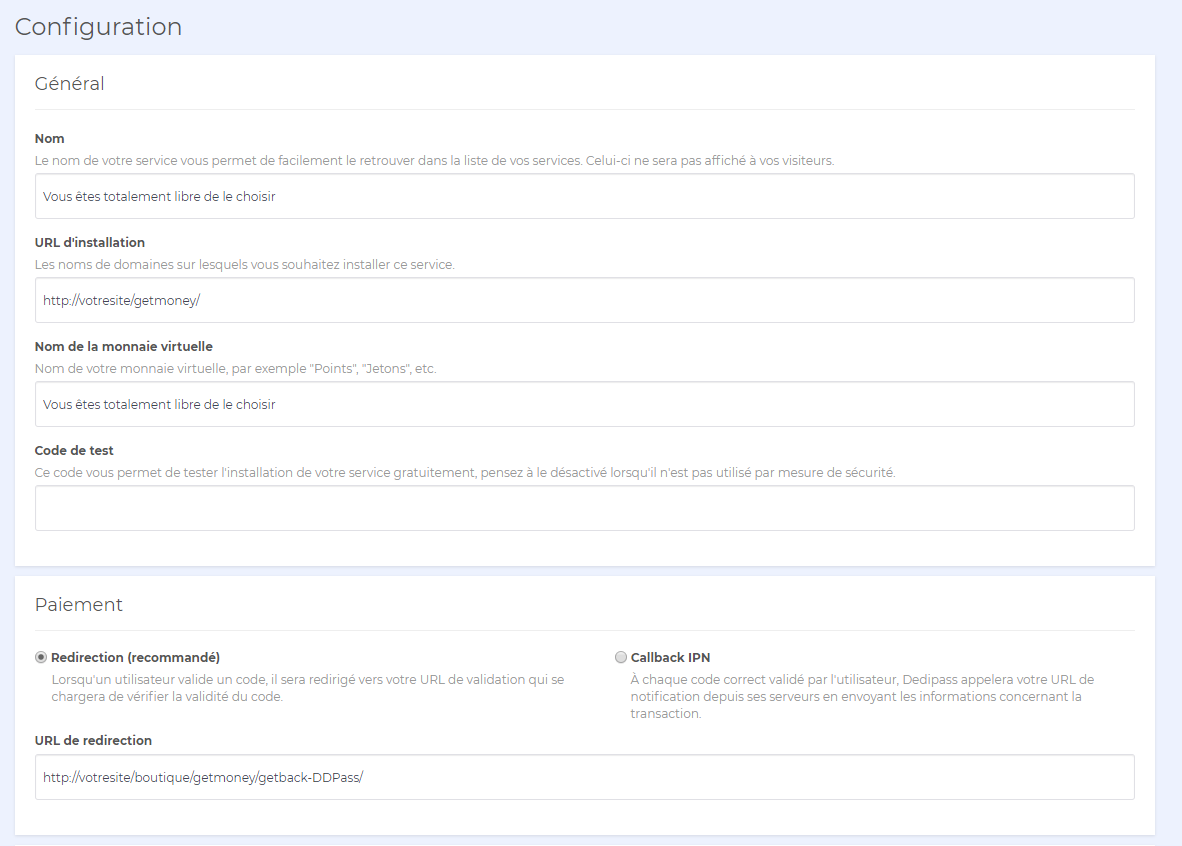 Configuration
Général
Nom
Le nom de votre service vous permet de facilement le retrouver dans la liste de vos services. Celui-ci ne sera pas affiché à vos visiteurs.
Vous êtes totalement libre de le choisir
URL d'installation
Les noms de domaines sur lesquels vous souhaitez installer ce service.
http://votresite/getmoney/
Nom de la monnaie virtuelle
Nom de votre monnaie virtuelle, par exemple "Points", "Jetons", etc.
Vous êtes totalement libre de le choisir
Code de test
Ce code vous permet de tester l'installation de votre service gratuitement, pensez à le désactivé lorsqu'il n'est pas utilisé par mesure de sécurité.
Paiement
Redirection (recommandé)
Lorsqu'un utilisateur valide un code, il sera redirigé vers votre URL de validation qui se
chargera de vérifier la validité du code.
Callback IPN
À chaque code correct validé par l'utilisateur, Dedipass appelera votre URL de
notification depuis ses serveurs en envoyant les informations concernant la
transaction.
URL de redirection
http://votresite/boutique/getmoney/getback-DDPass/